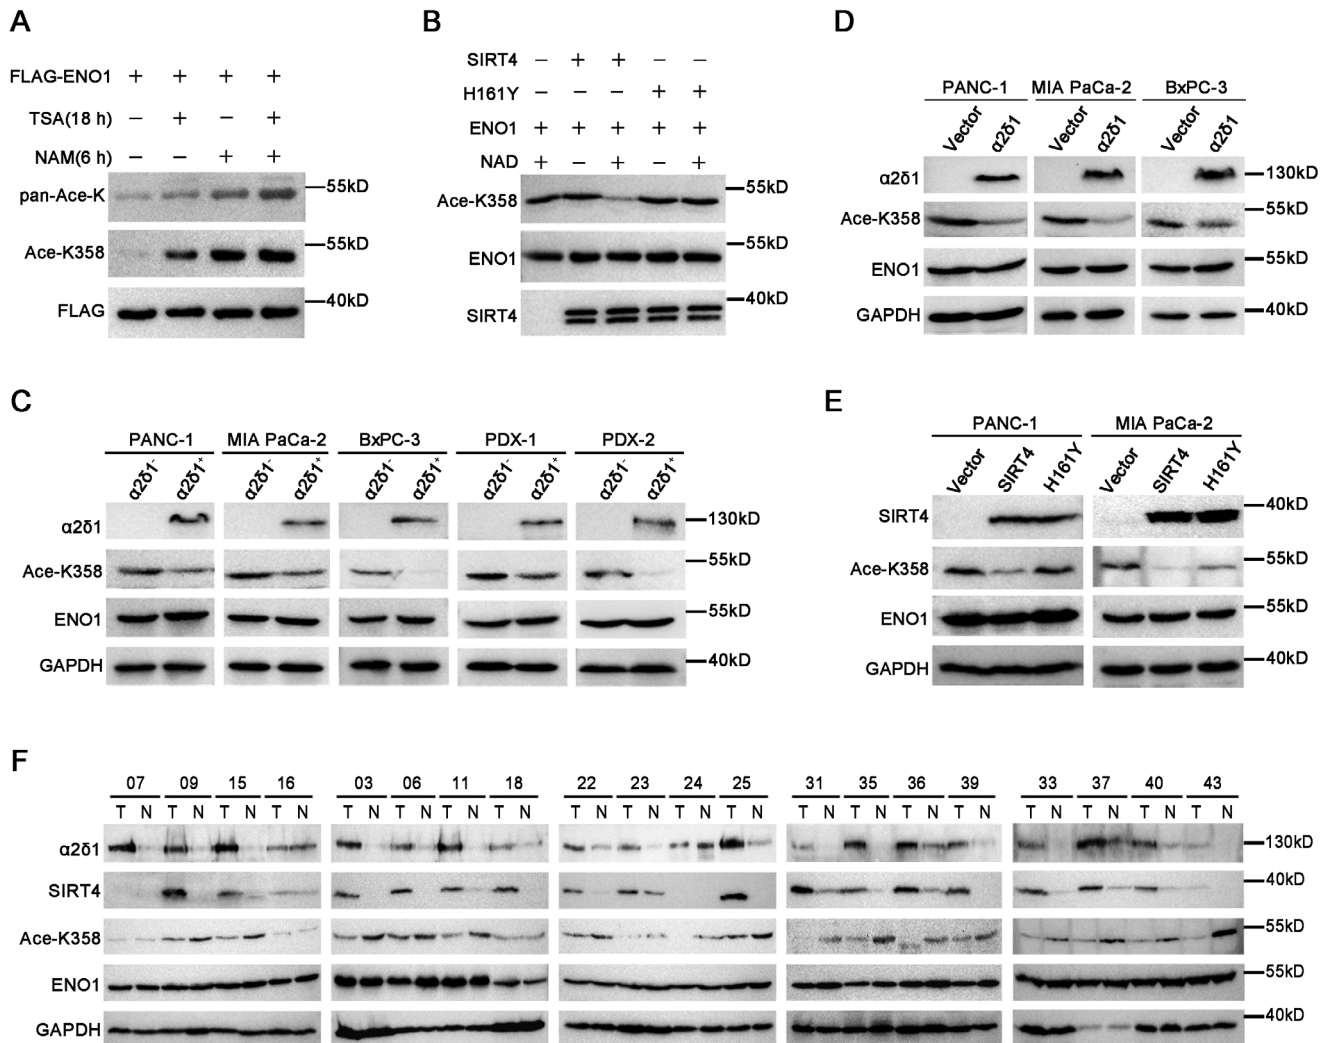 A
FLAG-ENO1 + + + +
TSA(18 h) − + − +
NAM(6 h) − − + +
pan-Ace-K 55kD
Ace-K358 55kD
FLAG 40kD
B
SIRT4 − + + − −
H161Y − − − + +
ENO1 + + + + +
NAD + − + − +
Ace-K358 55kD
ENO1 55kD
SIRT4 40kD
D
PANC-1 MIA PaCa-2 BxPC-3
Vector α2δ1 Vector α2δ1 Vector α2δ1
α2δ1 130kD
Ace-K358 55kD
ENO1 55kD
GAPDH 40kD
C
PANC-1 MIA PaCa-2 BxPC-3 PDX-1 PDX-2
α2δ1⁻ α2δ1⁺ α2δ1⁻ α2δ1⁺ α2δ1⁻ α2δ1⁺ α2δ1⁻ α2δ1⁺ α2δ1⁻ α2δ1⁺
α2δ1 130kD
Ace-K358 55kD
ENO1 55kD
GAPDH 40kD
E
PANC-1 MIA PaCa-2
Vector SIRT4 H161Y Vector SIRT4 H161Y
SIRT4 40kD
Ace-K358 55kD
ENO1 55kD
GAPDH 40kD
F
07 09 15 16 03 06 11 18 22 23 24 25 31 35 36 39 33 37 40 43
T N T N T N T N T N T N T N T N T N T N T N T N T N T N T N T N T N T N T N T N
α2δ1 130kD
SIRT4 40kD
Ace-K358 55kD
ENO1 55kD
GAPDH 40kD